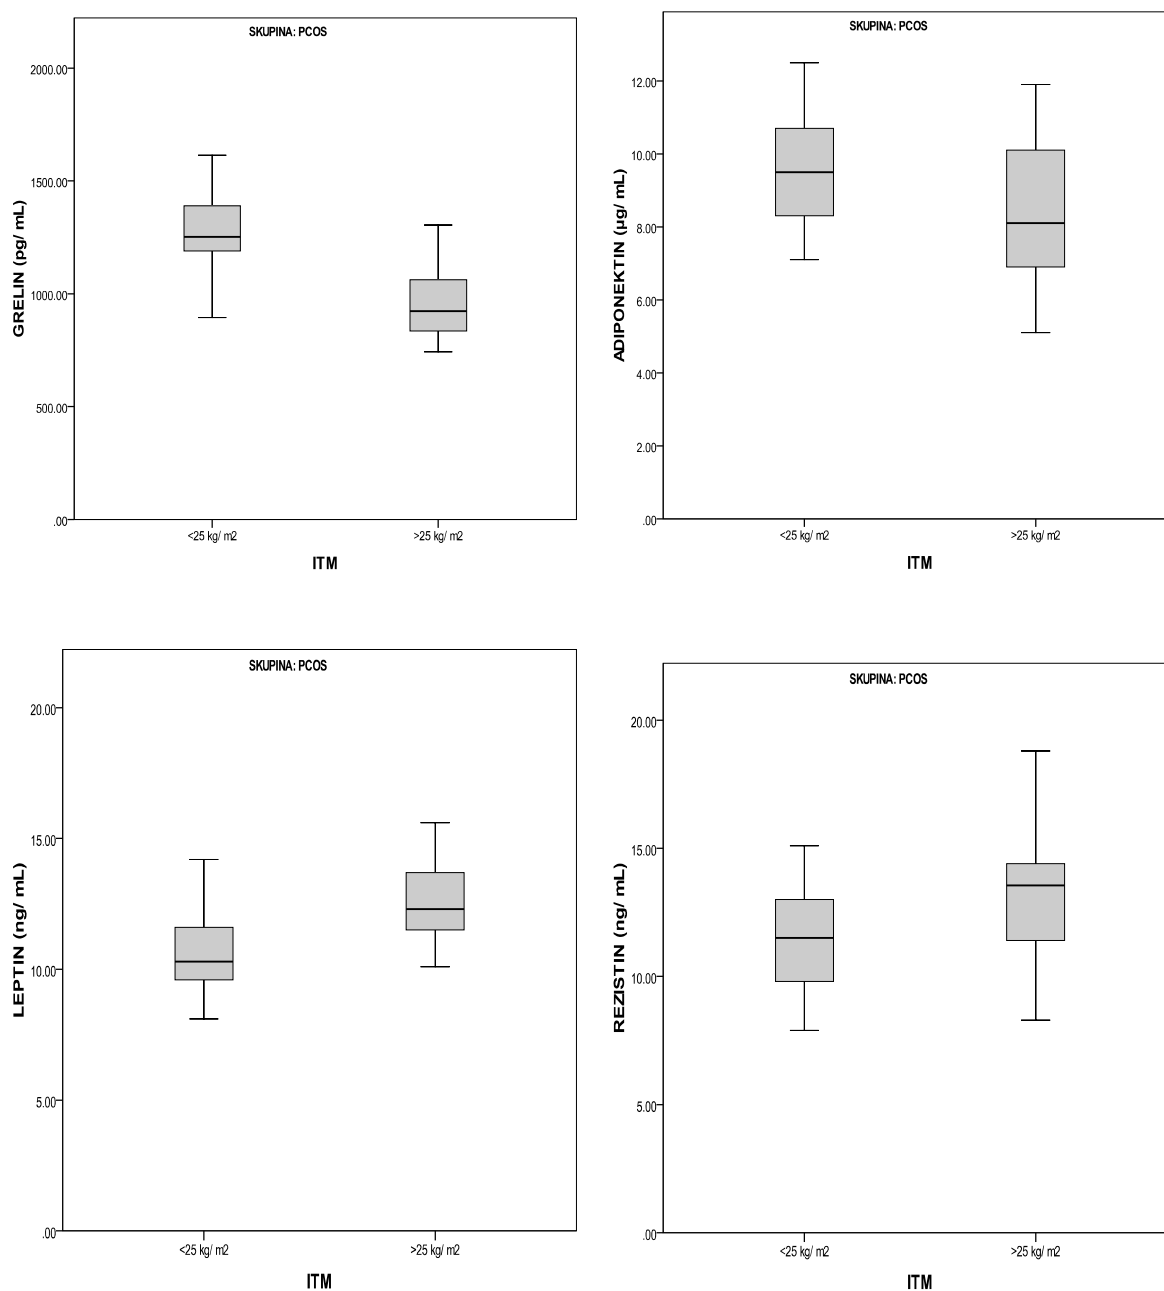 SKUPINA: PCOS
2000.00
1500.00
1000.00
500.00
.00
GRELIN (pg/ mL)
<25 kg/ m2
>25 kg/ m2
ITM
SKUPINA: PCOS
12.00
10.00
8.00
6.00
4.00
2.00
.00
ADIPONEKTIN (µg/ mL)
<25 kg/ m2
>25 kg/ m2
ITM
SKUPINA: PCOS
20.00
15.00
10.00
5.00
.00
LEPTIN (ng/ mL)
<25 kg/ m2
>25 kg/ m2
ITM
SKUPINA: PCOS
20.00
15.00
10.00
5.00
.00
REZISTIN (ng/ mL)
<25 kg/ m2
>25 kg/ m2
ITM